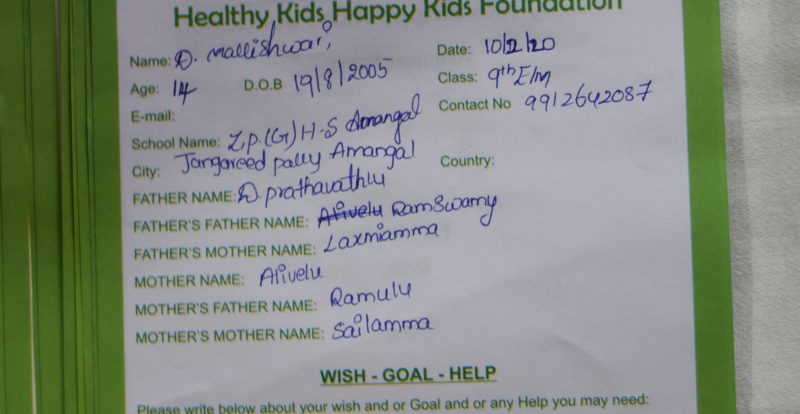 Healthy Kids Happy Kids Foundation
Name: D. mallishwari, Date: 10/2/20
Age: 14 D.O.B 19/8/2005 Class: 9th E/m
E-mail: Contact No 9912642087
School Name: Z.p.(G) H.S Amangal
City: Jangareed pally Amangal Country:
FATHER NAME: D. prathavathlu
FATHER'S FATHER NAME: Alivelu RamSwamy
FATHER'S MOTHER NAME: Laxmiamma
MOTHER NAME: Alivelu
MOTHER'S FATHER NAME: Ramulu
MOTHER'S MOTHER NAME: Sailamma
WISH - GOAL - HELP
Please write below about your wish and or Goal and or any Help you may need: